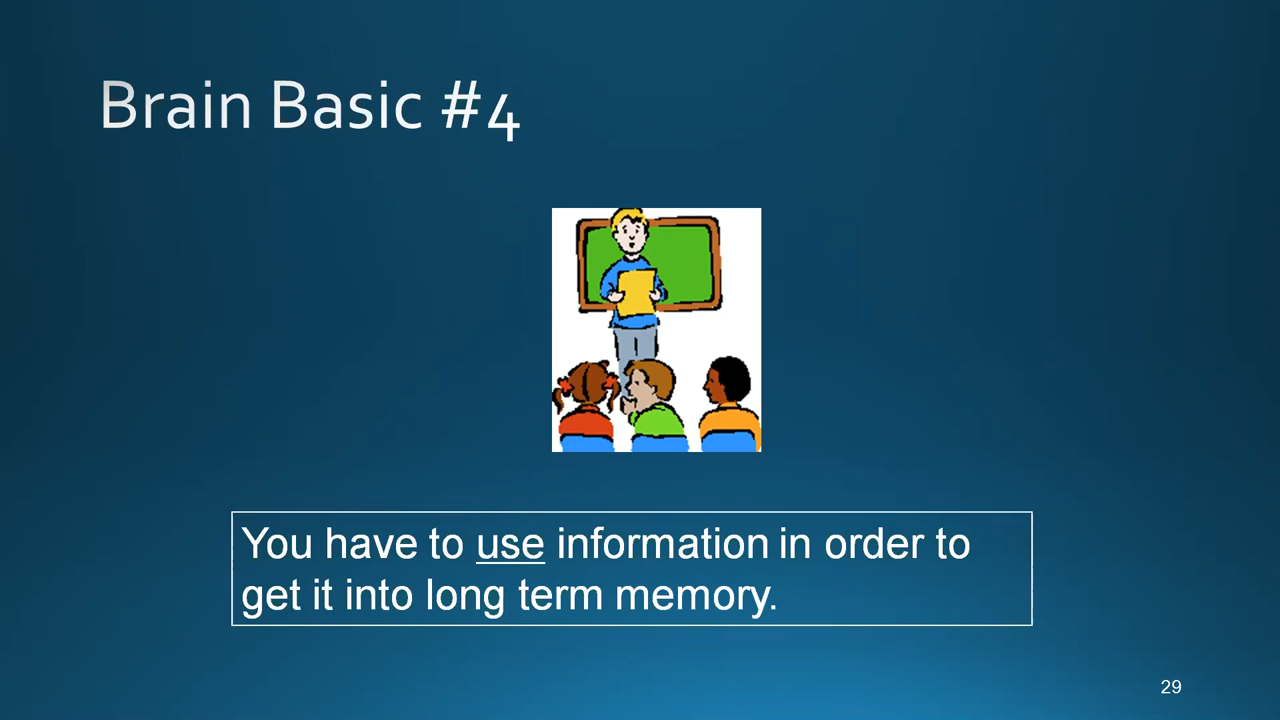 Brain Basic #4
You have to use information in order to
get it into long term memory.
29